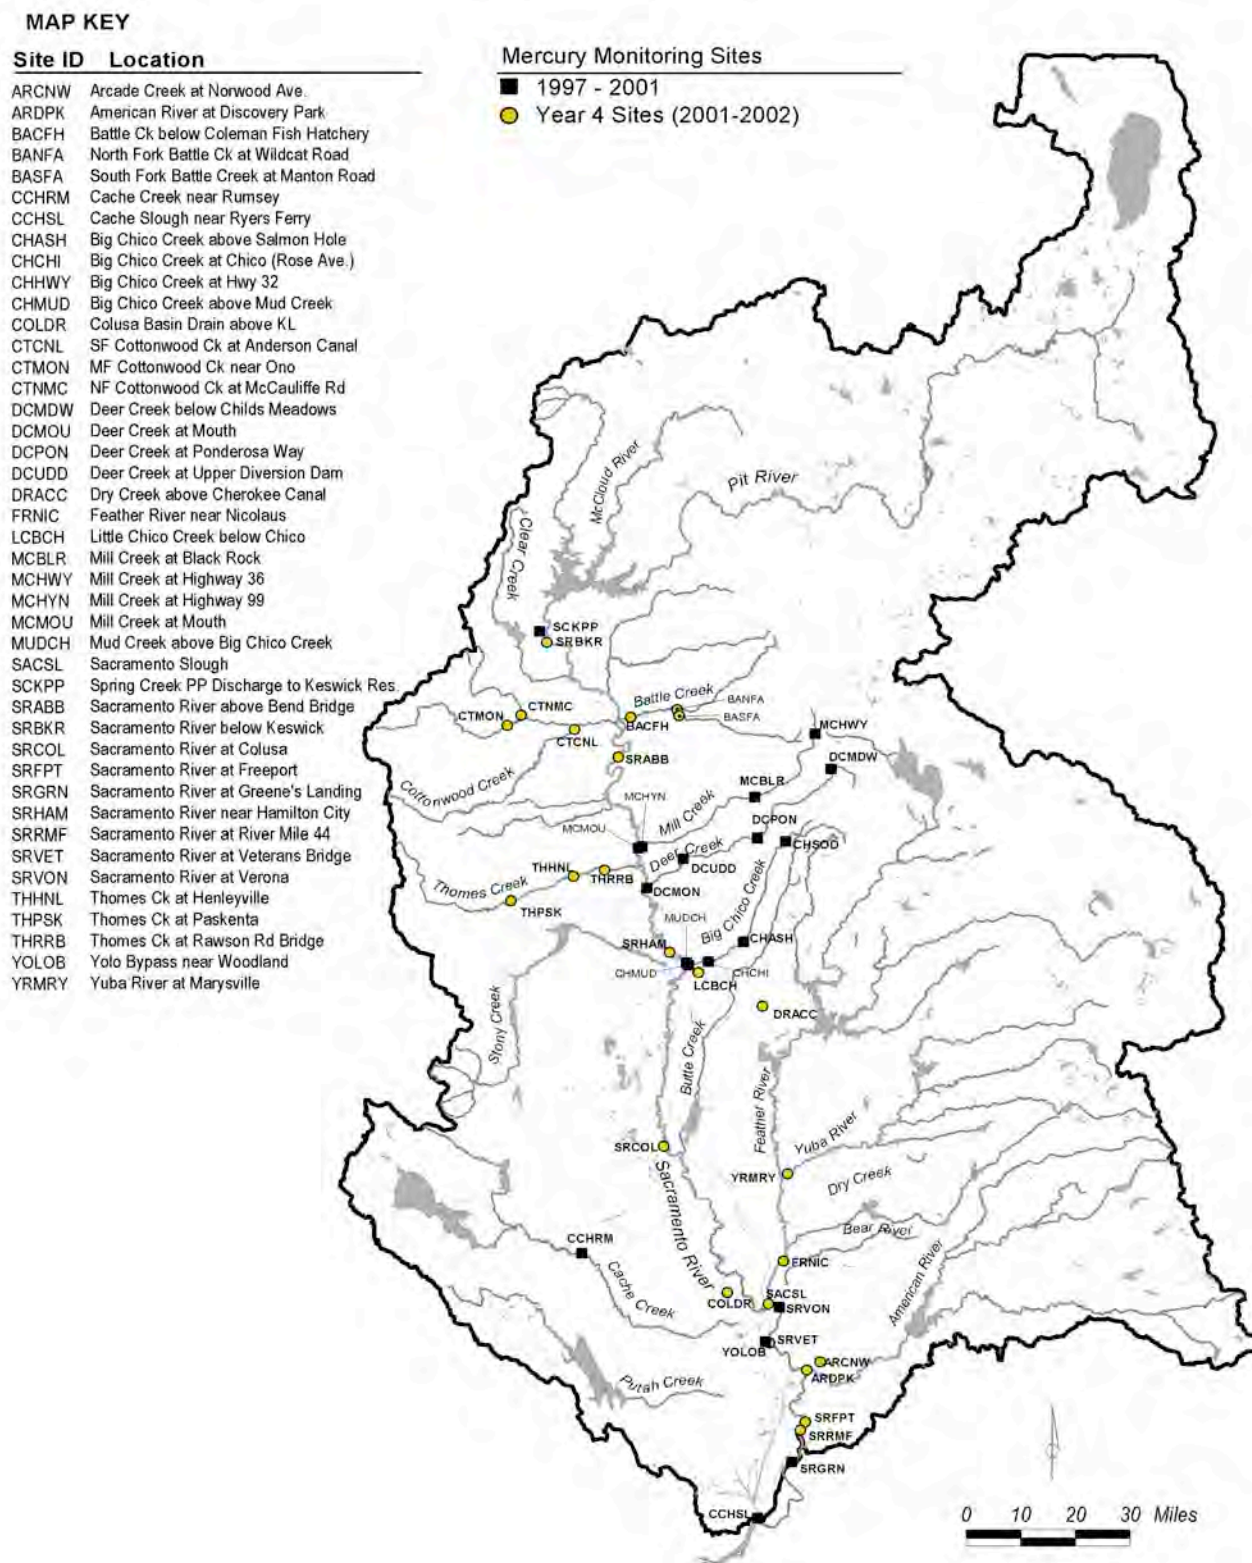 MAP KEY
Site ID Location
ARCNW Arcade Creek at Norwood Ave.
ARDPK American River at Discovery Park
BACFH Battle Ck below Coleman Fish Hatchery
BANFA North Fork Battle Ck at Wildcat Road
BASFA South Fork Battle Creek at Manton Road
CCHRM Cache Creek near Rumsey
CCHSL Cache Slough near Ryers Ferry
CHASH Big Chico Creek above Salmon Hole
CHCHI Big Chico Creek at Chico (Rose Ave.)
CHHWY Big Chico Creek at Hwy 32
CHMUD Big Chico Creek above Mud Creek
COLDR Colusa Basin Drain above KL
CTCNL SF Cottonwood Ck at Anderson Canal
CTMON MF Cottonwood Ck near Ono
CTNMC NF Cottonwood Ck at McCauliffe Rd
DCMDW Deer Creek below Childs Meadows
DCMOU Deer Creek at Mouth
DCPON Deer Creek at Ponderosa Way
DCUDD Deer Creek at Upper Diversion Dam
DRACC Dry Creek above Cherokee Canal
FRNIC Feather River near Nicolaus
LCBCH Little Chico Creek below Chico
MCBLR Mill Creek at Black Rock
MCHWY Mill Creek at Highway 36
MCHYN Mill Creek at Highway 99
MCMOU Mill Creek at Mouth
MUDCH Mud Creek above Big Chico Creek
SACSL Sacramento Slough
SCKPP Spring Creek PP Discharge to Keswick Res.
SRABB Sacramento River above Bend Bridge
SRBKR Sacramento River below Keswick
SRCOL Sacramento River at Colusa
SRFPT Sacramento River at Freeport
SRGRN Sacramento River at Greene's Landing
SRHAM Sacramento River near Hamilton City
SRRMF Sacramento River at River Mile 44
SRVET Sacramento River at Veterans Bridge
SRVON Sacramento River at Verona
THHNL Thomes Ck at Henleyville
THPSK Thomes Ck at Paskenta
THRRB Thomes Ck at Rawson Rd Bridge
YOLOB Yolo Bypass near Woodland
YRMRY Yuba River at Marysville
Mercury Monitoring Sites
1997 - 2001
Year 4 Sites (2001-2002)
McCloud River
Pit River
Clear Creek
SCKPP
SRBKR
Battle Creek
BANFA
CTNMC
CTMON
BACFH
BASFA
MCHWY
CTCNL
SRABB
DCMDW
Cottonwood Creek
MCBLR
MCHYN
Mill Creek
DCPON
MCMOU
Deer Creek
CHSOD
THHNL
DCUDD
THRRB
Thomes Creek
DCMON
THPSK
MUDCH
Big Chico Creek
SRHAM
CHASH
CHMUD
CHCHI
LCBCH
DRACC
Stony Creek
Butte Creek
Feather River
Yuba River
SRCOL
YRMRY
Dry Creek
Sacramento River
Bear River
CCHRM
ERNIC
Cache Creek
American River
SACSL
COLDR
SRVON
SRVET
YOLOB
ARCNW
ARDPK
Putah Creek
SRFPT
SRRMF
SRGRN
CCHSL
0 10 20 30 Miles